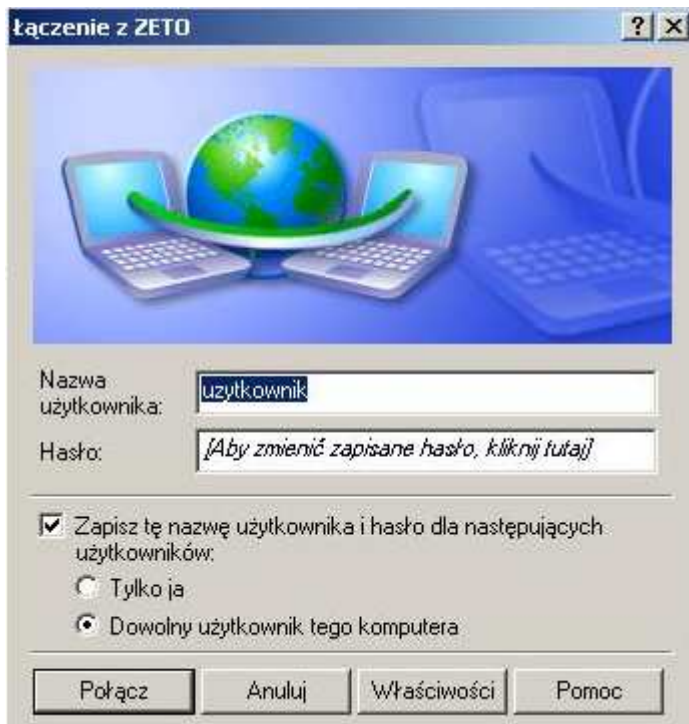 Łączenie z ZETO
Nazwa
użytkownika:
uzytkownik
Hasło:
[Aby zmienić zapisane hasło, kliknij tutaj]
Zapisz tę nazwę użytkownika i hasło dla następujących
użytkowników:
Tylko ja
Dowolny użytkownik tego komputera
Połącz
Anuluj
Właściwości
Pomoc